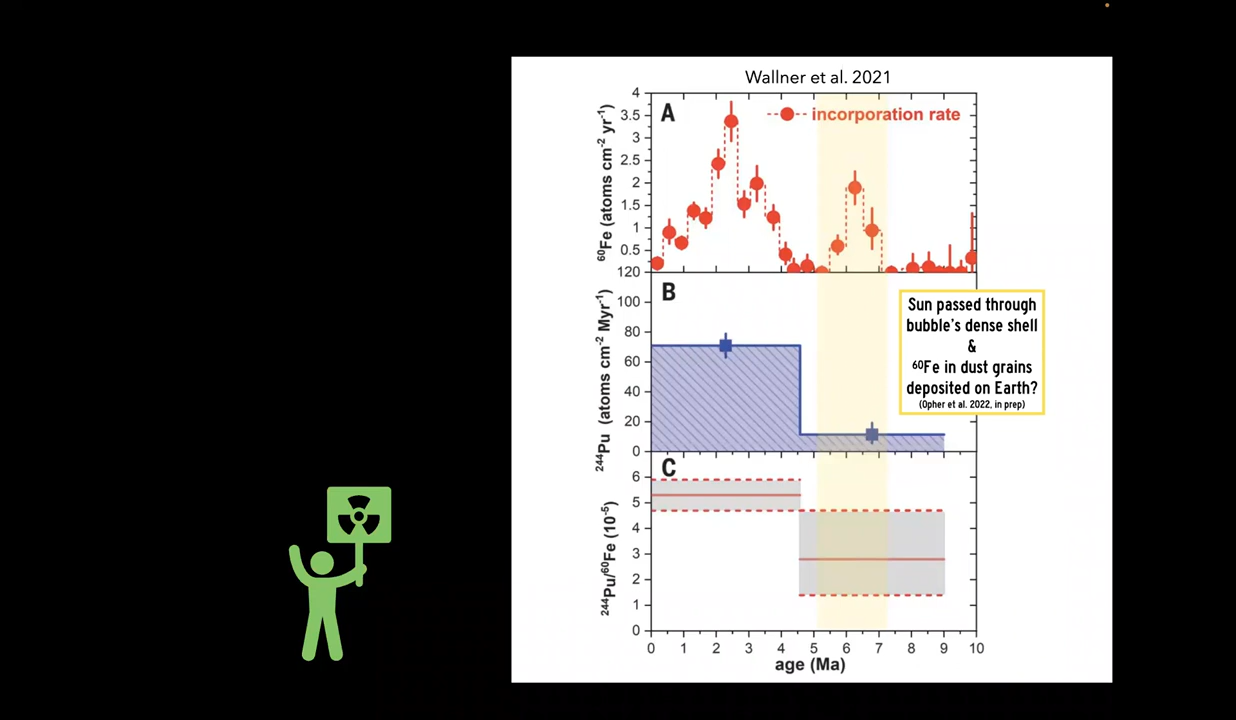 Wallner et al. 2021
4
3.5
3
2.5
2
1.5
1
0.5
⁶⁰Fe (atoms cm⁻² yr⁻¹)
A
incorporation rate
120
100
80
60
40
20
0
²⁴⁴Pu (atoms cm⁻² Myr⁻¹)
B
Sun passed through
bubble's dense shell
&
⁶⁰Fe in dust grains
deposited on Earth?
(Opher et al. 2022, in prep)
6
5
4
3
2
1
0
²⁴⁴Pu/⁶⁰Fe (10⁻⁵)
C
0 1 2 3 4 5 6 7 8 9 10
age (Ma)